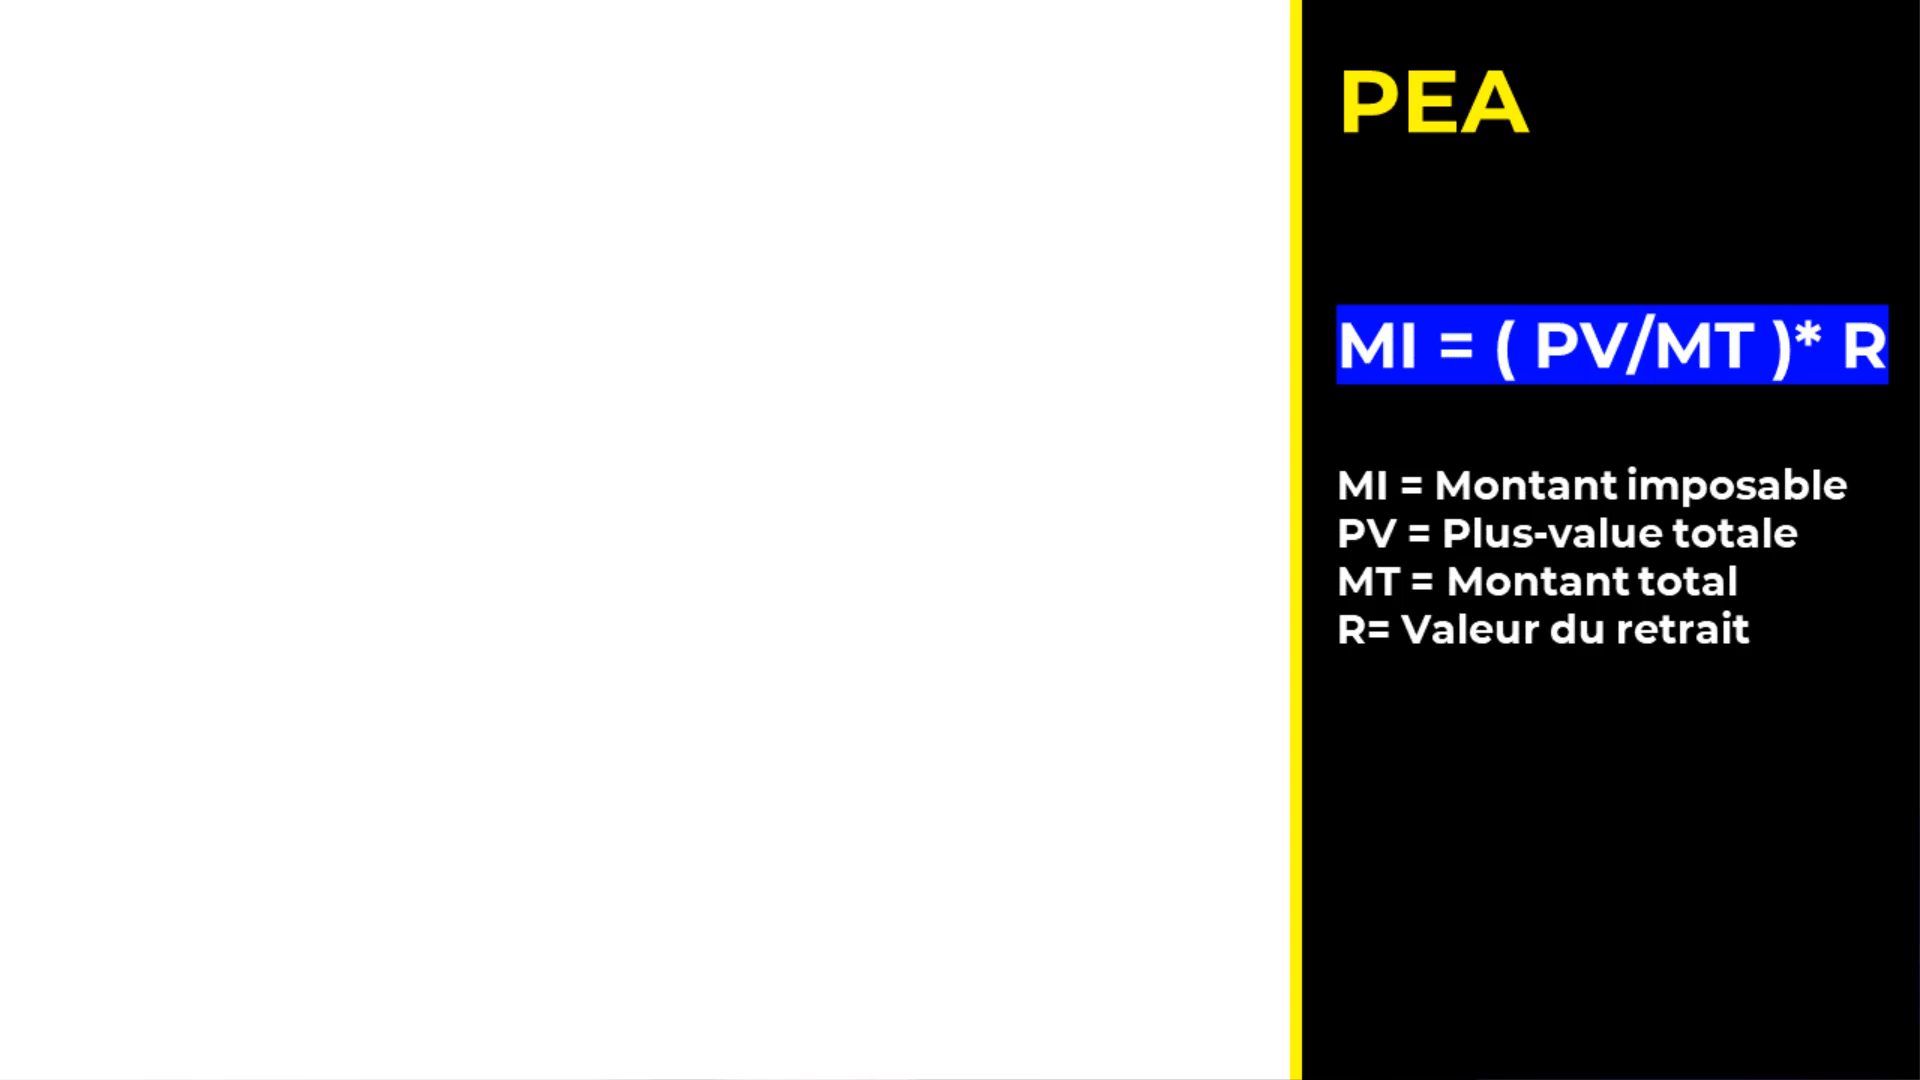 PEA
MI = ( PV/MT )* R
MI = Montant imposable
PV = Plus-value totale
MT = Montant total
R= Valeur du retrait